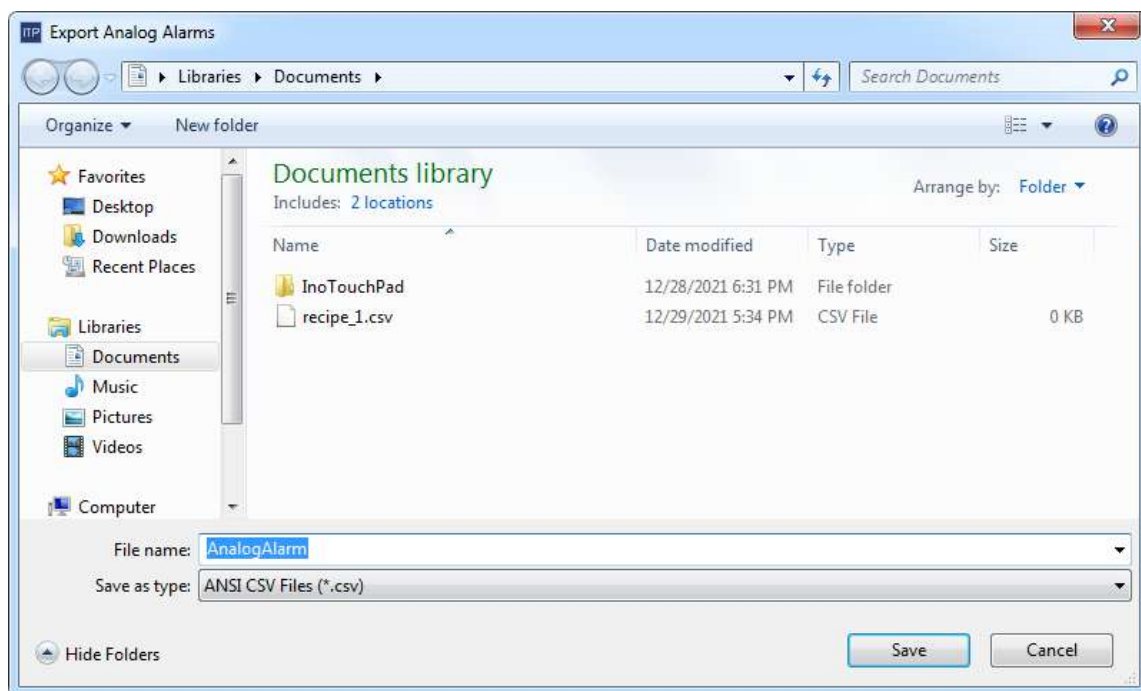 ITP Export Analog Alarms
Libraries Documents
Search Documents
Organize New folder
Favorites
Desktop
Downloads
Recent Places
Libraries
Documents
Music
Pictures
Videos
Computer
Documents library
Includes: 2 locations
Arrange by: Folder
Name Date modified Type Size
InoTouchPad 12/28/2021 6:31 PM File folder
recipe_1.csv 12/29/2021 5:34 PM CSV File 0 KB
File name: AnalogAlarm
Save as type: ANSI CSV Files (*.csv)
Hide Folders Save Cancel